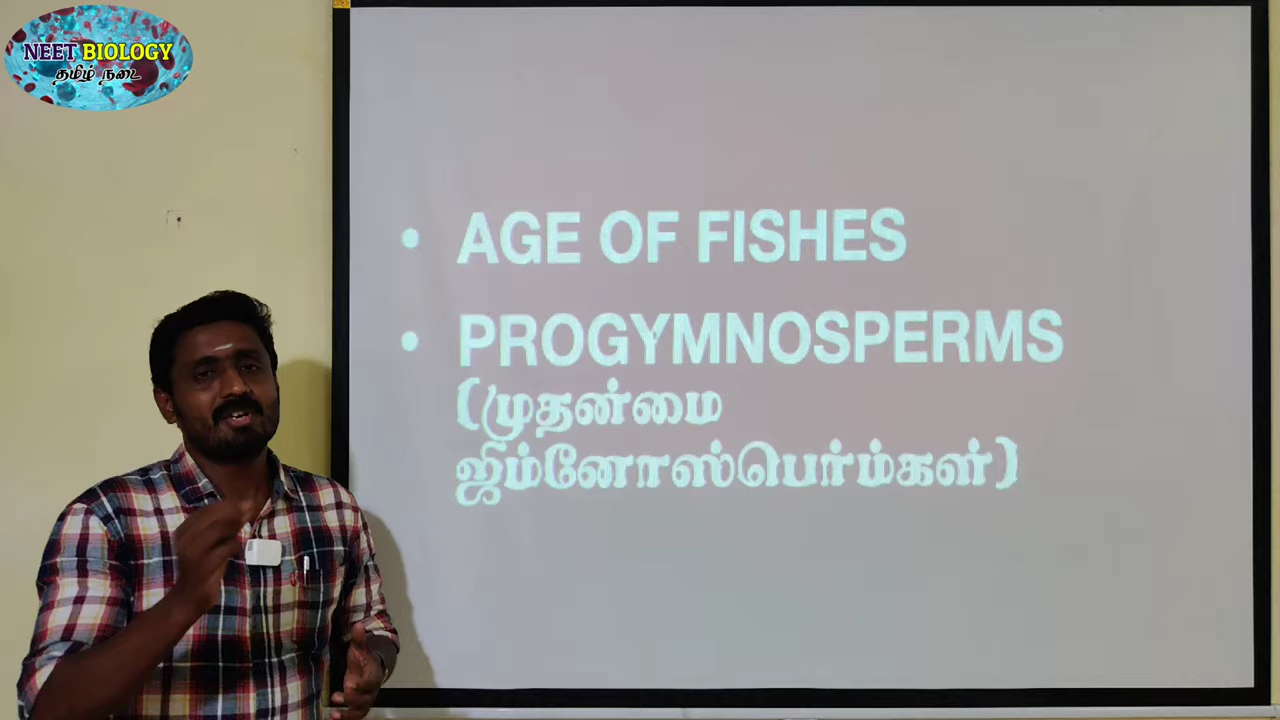 NEET BIOLOGY
தமிழ் நடை
• AGE OF FISHES
• PROGYMNOSPERMS
(முதன்மை
ஜிம்னோஸ்பெர்ம்கள்)